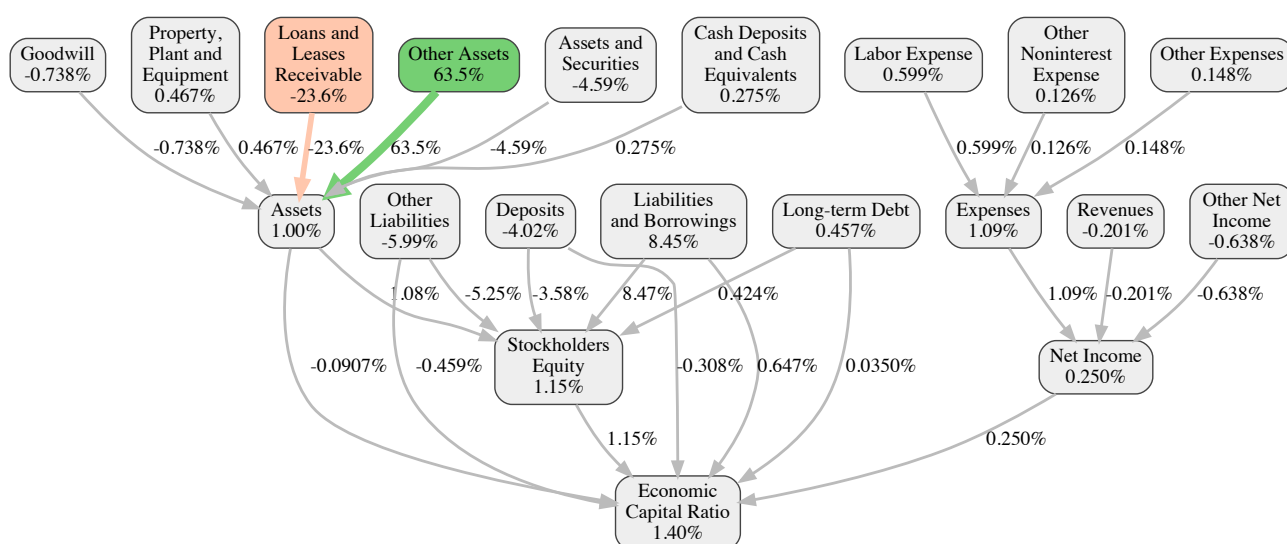 Goodwill
-0.738%
Property,
Plant and
Equipment
0.467%
Loans and
Leases
Receivable
-23.6%
Other Assets
63.5%
Assets and
Securities
-4.59%
Cash Deposits
and Cash
Equivalents
0.275%
Labor Expense
0.599%
Other
Noninterest
Expense
0.126%
Other Expenses
0.148%
-0.738%
0.467%
-23.6%
63.5%
-4.59%
0.275%
0.599%
0.126%
0.148%
Assets
1.00%
Other
Liabilities
-5.99%
Deposits
-4.02%
Liabilities
and Borrowings
8.45%
Long-term Debt
0.457%
Expenses
1.09%
Revenues
-0.201%
Other Net
Income
-0.638%
1.08%
-5.25%
-3.58%
8.47%
0.424%
1.09%
-0.201%
-0.638%
Stockholders
Equity
1.15%
Net Income
0.250%
-0.0907%
-0.459%
-0.308%
0.647%
0.0350%
1.15%
0.250%
Economic
Capital Ratio
1.40%